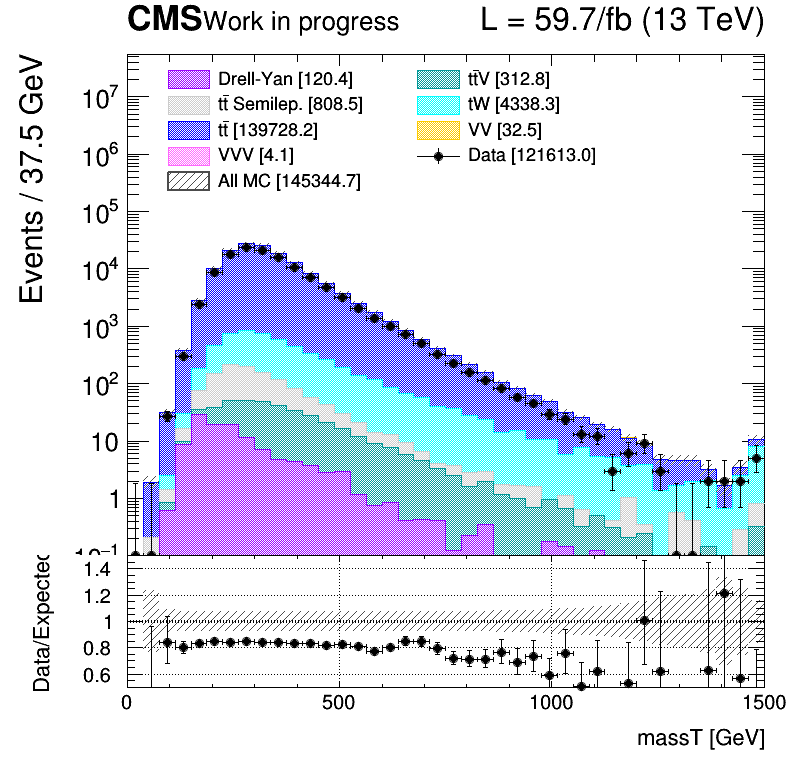 CMS Work in progress L = 59.7/fb (13 TeV)
Drell-Yan [120.4] tt̄V [312.8]
tt̄ Semilep. [808.5] tW [4338.3]
tt̄ [139728.2] VV [32.5]
VVV [4.1] Data [121613.0]
All MC [145344.7]
Events / 37.5 GeV
10⁷
10⁶
10⁵
10⁴
10³
10²
10
1
10⁻¹
Data/Expected
1.4
1.2
1
0.8
0.6
0 500 1000 1500
massT [GeV]